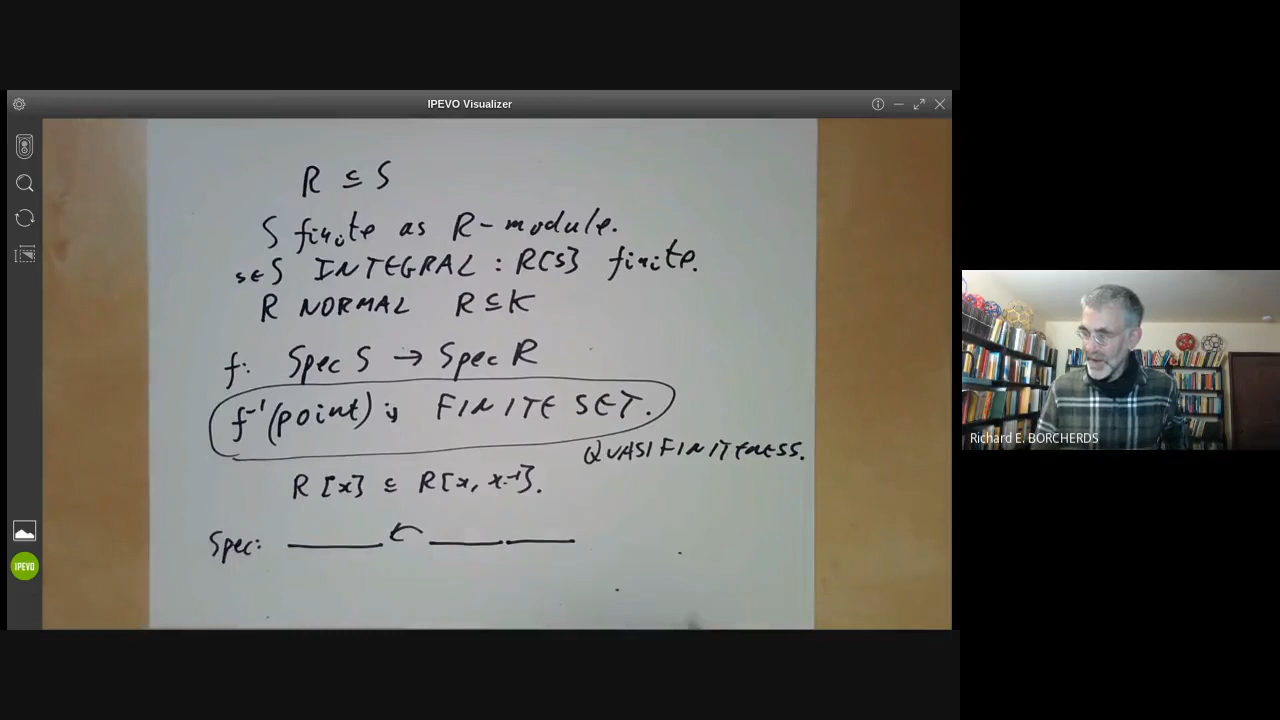 IPEVO Visualizer
R ⊆ S
S finite as R-module.
s∈S INTEGRAL : R[s] finite.
R NORMAL R⊆K
f: Spec S → Spec R
f⁻¹(point) is FINITE SET.
QUASIFINITENESS.
R[x] ⊆ R[x, x⁻¹].
Spec: ←
IPEVO
Richard E. BORCHERDS